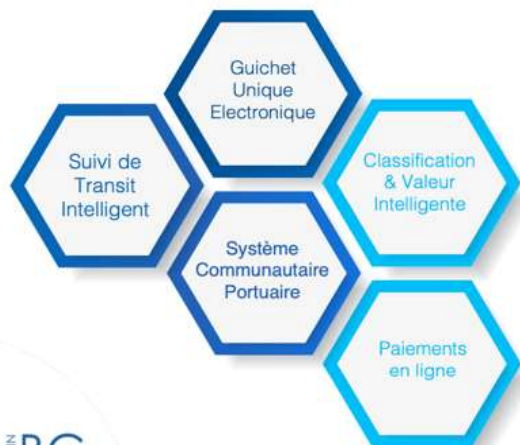 Guichet
Unique
Electronique
Suivi de
Transit
Intelligent
Classification
& Valeur
Intelligente
Système
Communautaire
Portuaire
Paiements
en ligne